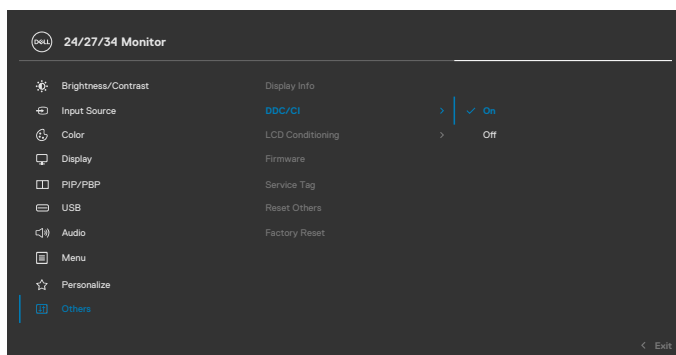 DELL 24/27/34 Monitor
Brightness/Contrast Display Info
Input Source DDC/CI > ✓ On
Color LCD Conditioning > Off
Display Firmware
PIP/PBP Service Tag
USB Reset Others
Audio Factory Reset
Menu
Personalize
Others
< Exit